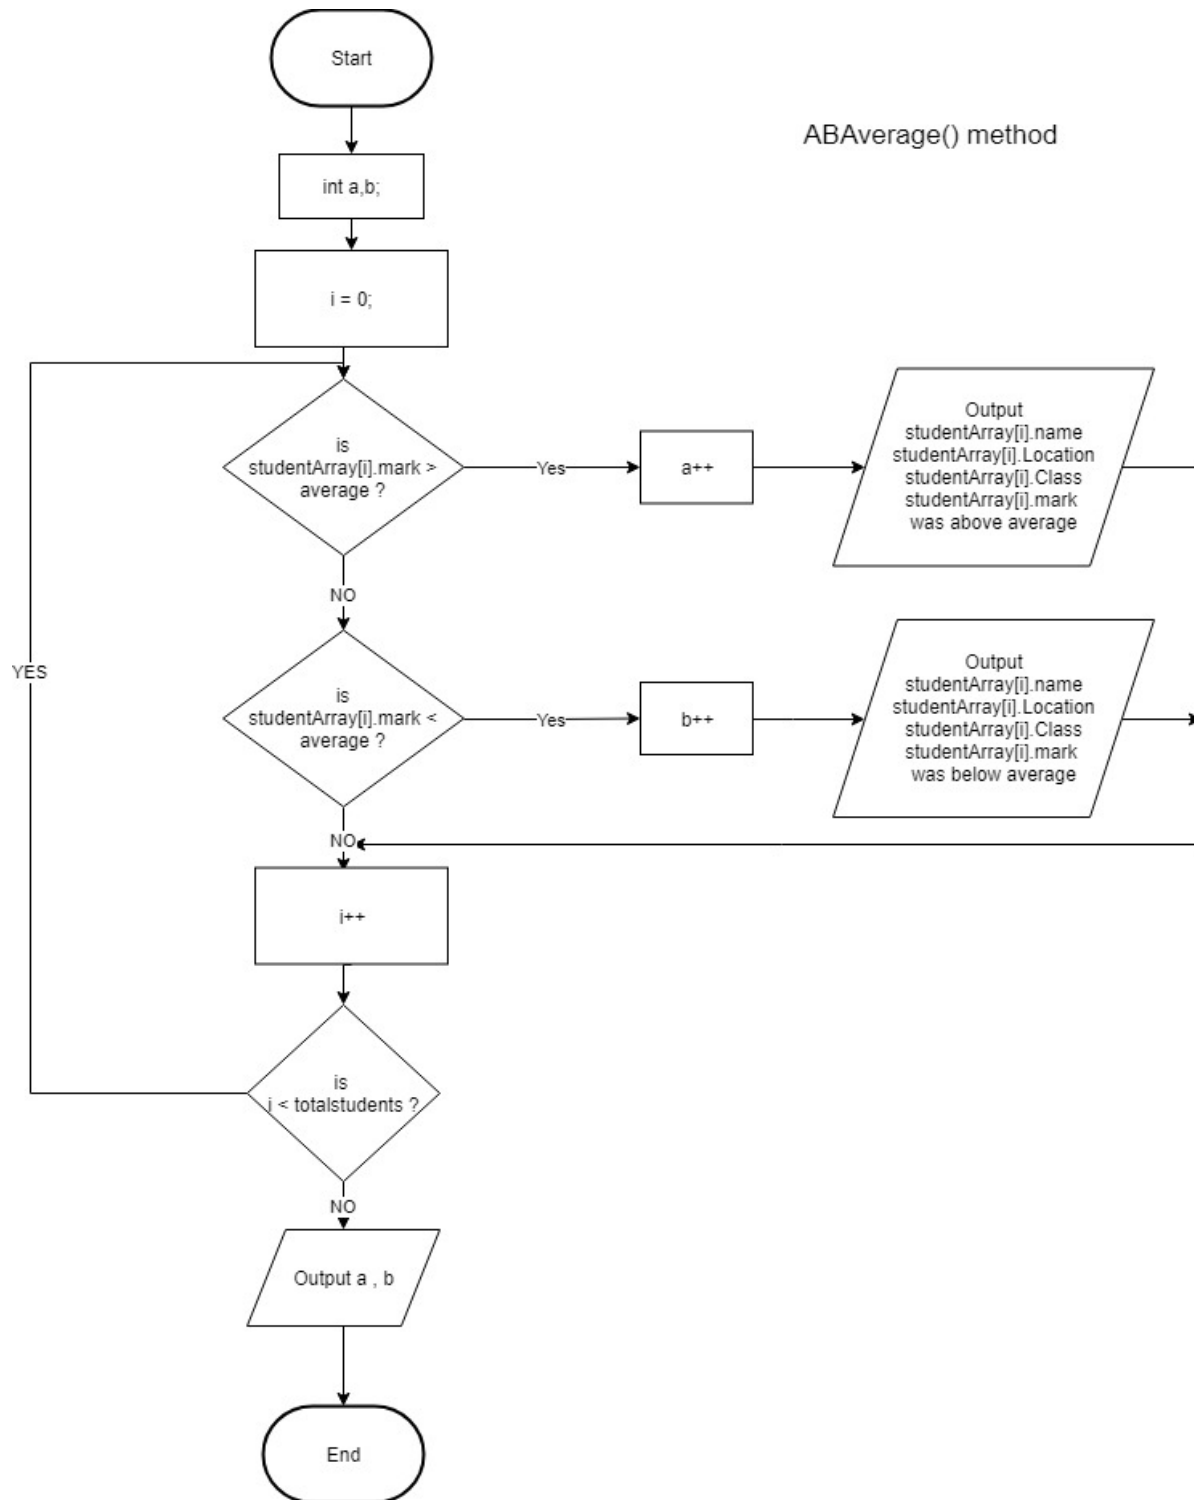 Start
ABAverage() method
int a,b;
i = 0;
is
studentArray[i].mark >
average ?
Yes
a++
Output
studentArray[i].name
studentArray[i].Location
studentArray[i].Class
studentArray[i].mark
was above average
NO
YES
is
studentArray[i].mark <
average ?
Yes
b++
Output
studentArray[i].name
studentArray[i].Location
studentArray[i].Class
studentArray[i].mark
was below average
NO
i++
is
i < totalstudents ?
NO
Output a , b
End